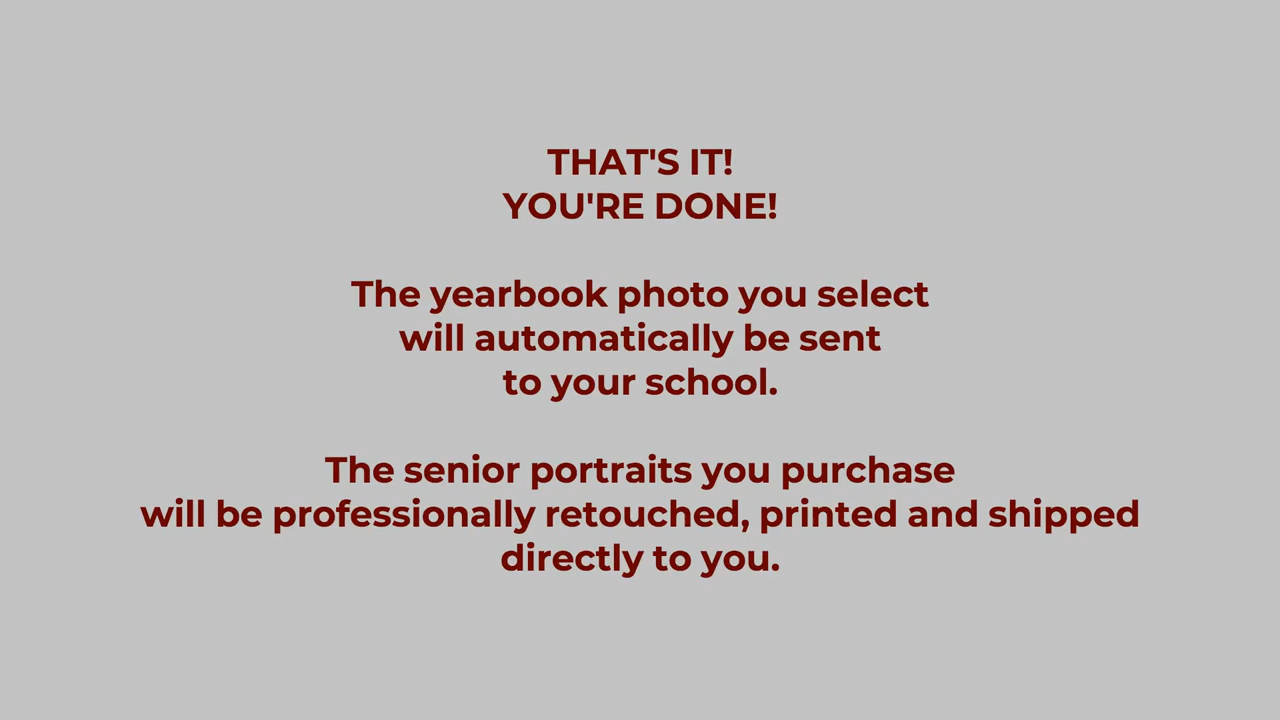 THAT'S IT!
YOU'RE DONE!
The yearbook photo you select
will automatically be sent
to your school.
The senior portraits you purchase
will be professionally retouched, printed and shipped
directly to you.